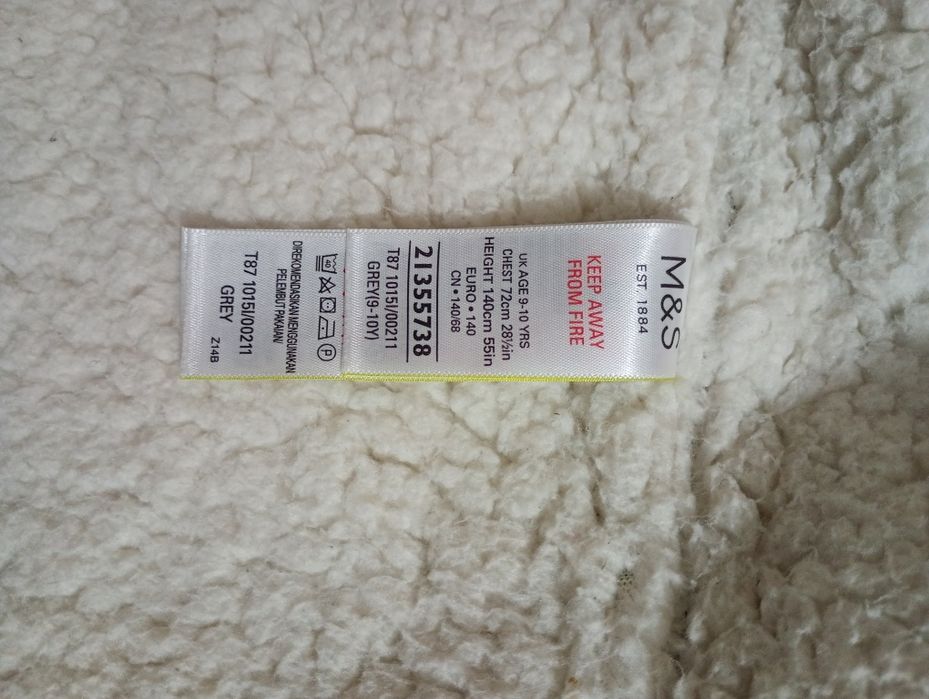 M&S
EST. 1884
KEEP AWAY
FROM FIRE
UK AGE 9-10 YRS
CHEST 72cm 28½in
HEIGHT 140cm 55in
EURO • 140
CN • 140/68
21355738
T87 1015I/00211
GREY(9-10Y)
40 P
DIREKOMENDASIKAN MENGGUNAKAN
PELEMBUT PAKAIAN
T87 1015I/00211
GREY
Z14B